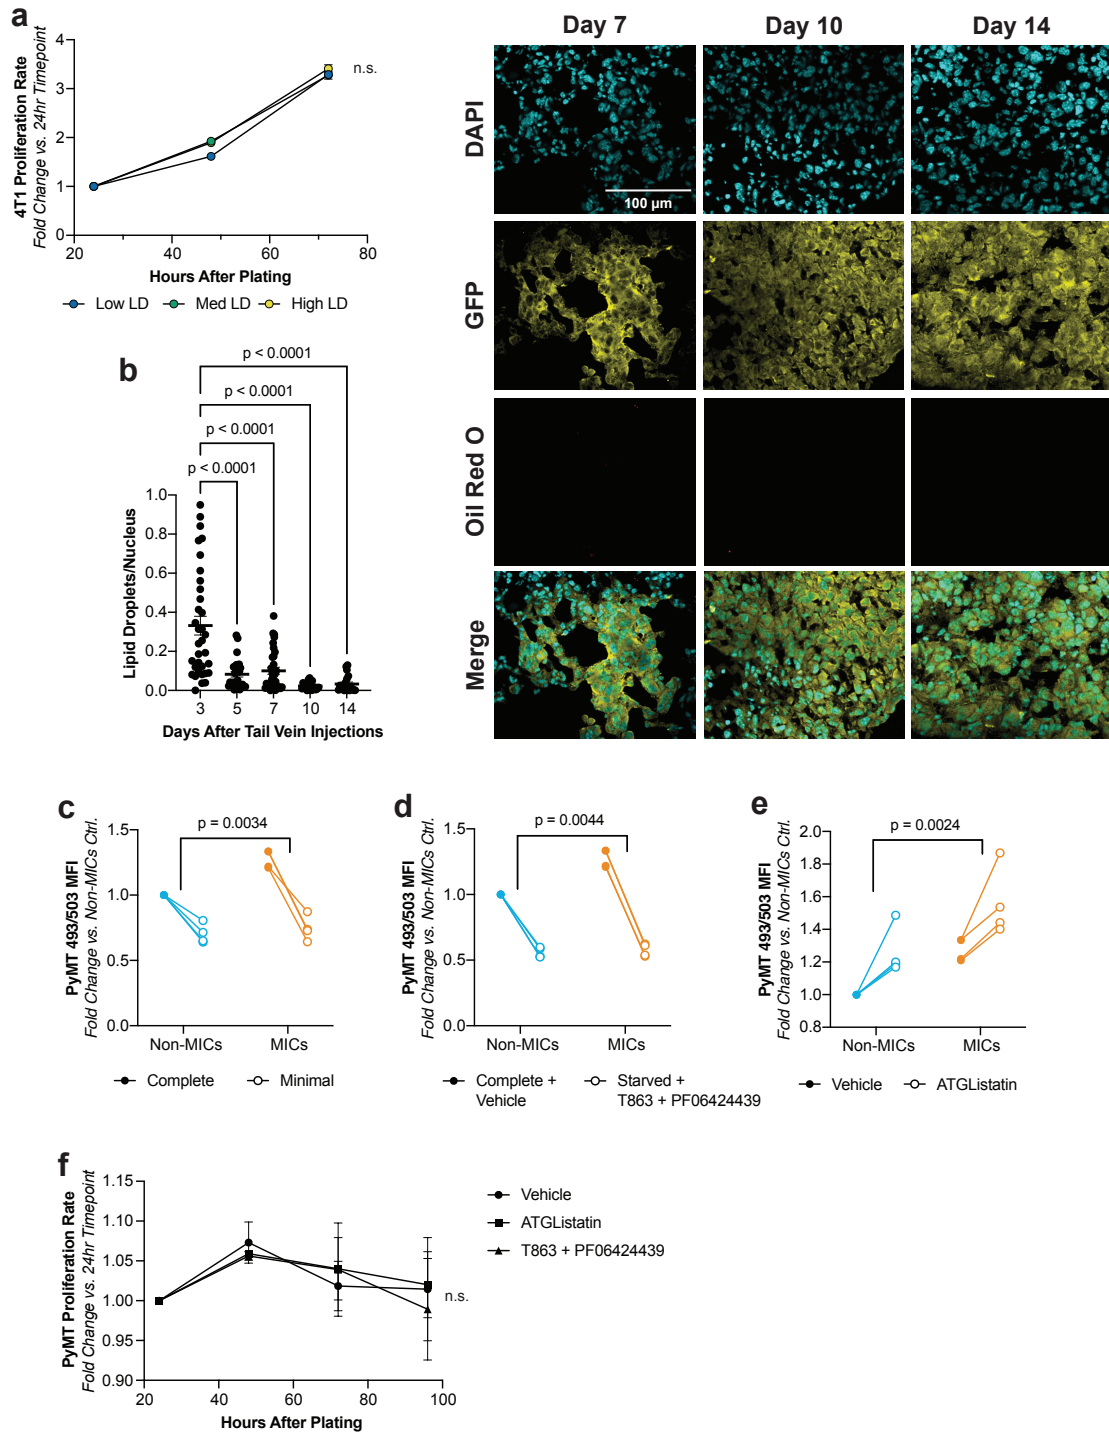 a
4T1 Proliferation Rate
Fold Change vs. 24hr Timepoint
4
3
2
1
0
20
40
60
80
n.s.
Hours After Plating
Low LD
Med LD
High LD
Day 7
Day 10
Day 14
DAPI
100 µm
GFP
Oil Red O
Merge
b
p < 0.0001
p < 0.0001
p < 0.0001
p < 0.0001
Lipid Droplets/Nucleus
1.0
0.8
0.6
0.4
0.2
0.0
3
5
7
10
14
Days After Tail Vein Injections
c
PyMT 493/503 MFI
Fold Change vs. Non-MICs Ctrl.
1.5
1.0
0.5
0.0
p = 0.0034
Non-MICs
MICs
Complete
Minimal
d
PyMT 493/503 MFI
Fold Change vs. Non-MICs Ctrl.
1.5
1.0
0.5
0.0
p = 0.0044
Non-MICs
MICs
Complete +
Vehicle
Starved +
T863 + PF06424439
e
PyMT 493/503 MFI
Fold Change vs. Non-MICs Ctrl.
2.0
1.8
1.6
1.4
1.2
1.0
0.8
p = 0.0024
Non-MICs
MICs
Vehicle
ATGListatin
f
PyMT Proliferation Rate
Fold Change vs. 24hr Timepoint
1.15
1.10
1.05
1.00
0.95
0.90
20
40
60
80
100
n.s.
Hours After Plating
Vehicle
ATGListatin
T863 + PF06424439